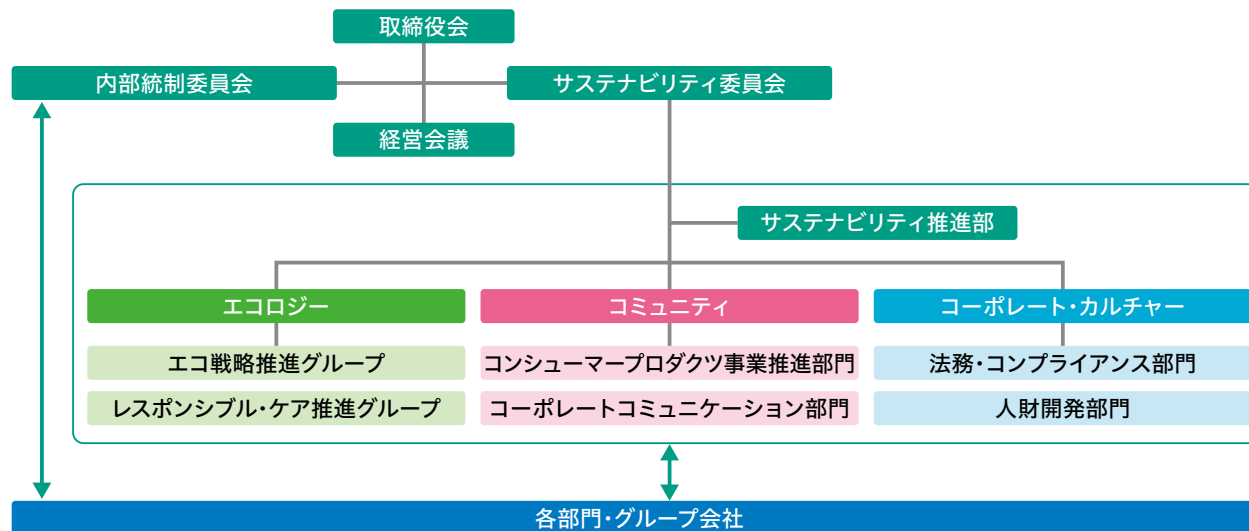 取締役会
内部統制委員会
サステナビリティ委員会
経営会議
サステナビリティ推進部
エコロジー
コミュニティ
コーポレート・カルチャー
エコ戦略推進グループ
コンシューマープロダクツ事業推進部門
法務・コンプライアンス部門
レスポンシブル・ケア推進グループ
コーポレートコミュニケーション部門
人財開発部門
各部門・グループ会社